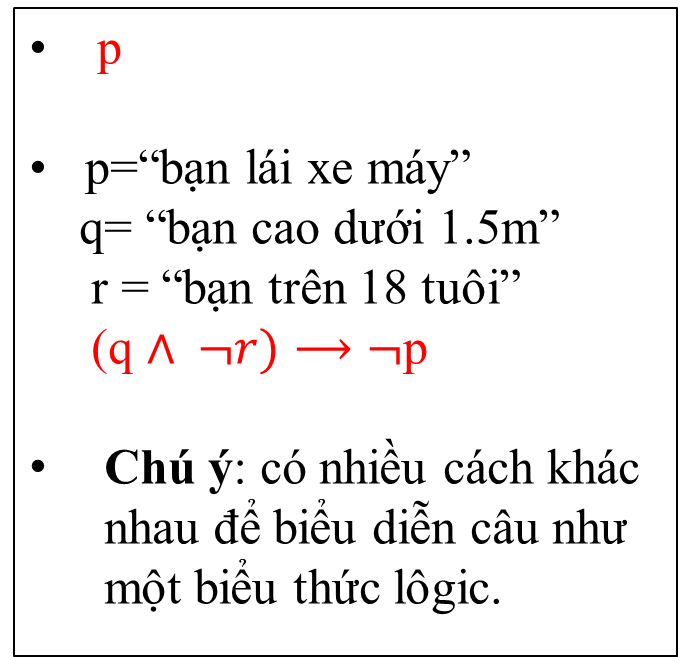 • p
• p=“bạn lái xe máy”
q= “bạn cao dưới 1.5m”
r = “bạn trên 18 tuôi”
(q ∧ ¬r) ⟶ ¬p
• Chú ý: có nhiều cách khác
nhau để biểu diễn câu như
một biểu thức lôgic.